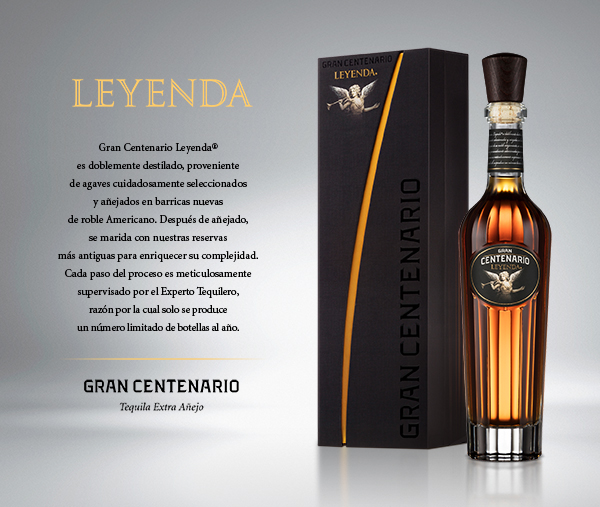 LEYENDA
Gran Centenario Leyenda®
es doblemente destilado, proveniente
de agaves cuidadosamente seleccionados
y añejados en barricas nuevas
de roble Americano. Después de añejado,
se marida con nuestras reservas
más antiguas para enriquecer su complejidad.
Cada paso del proceso es meticulosamente
supervisado por el Experto Tequilero,
razón por la cual solo se produce
un número limitado de botellas al año.
GRAN CENTENARIO
Tequila Extra Añejo
GRAN CENTENARIO
LEYENDA®
GRAN CENTENARIO
GRAN
CENTENARIO
LEYENDA